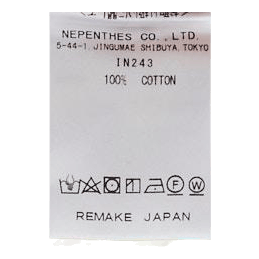 NEPENTHES CO., LTD.
5-44-1, JINGUMAE SHIBUYA, TOKYO
IN243
100% COTTON
F W
REMAKE JAPAN